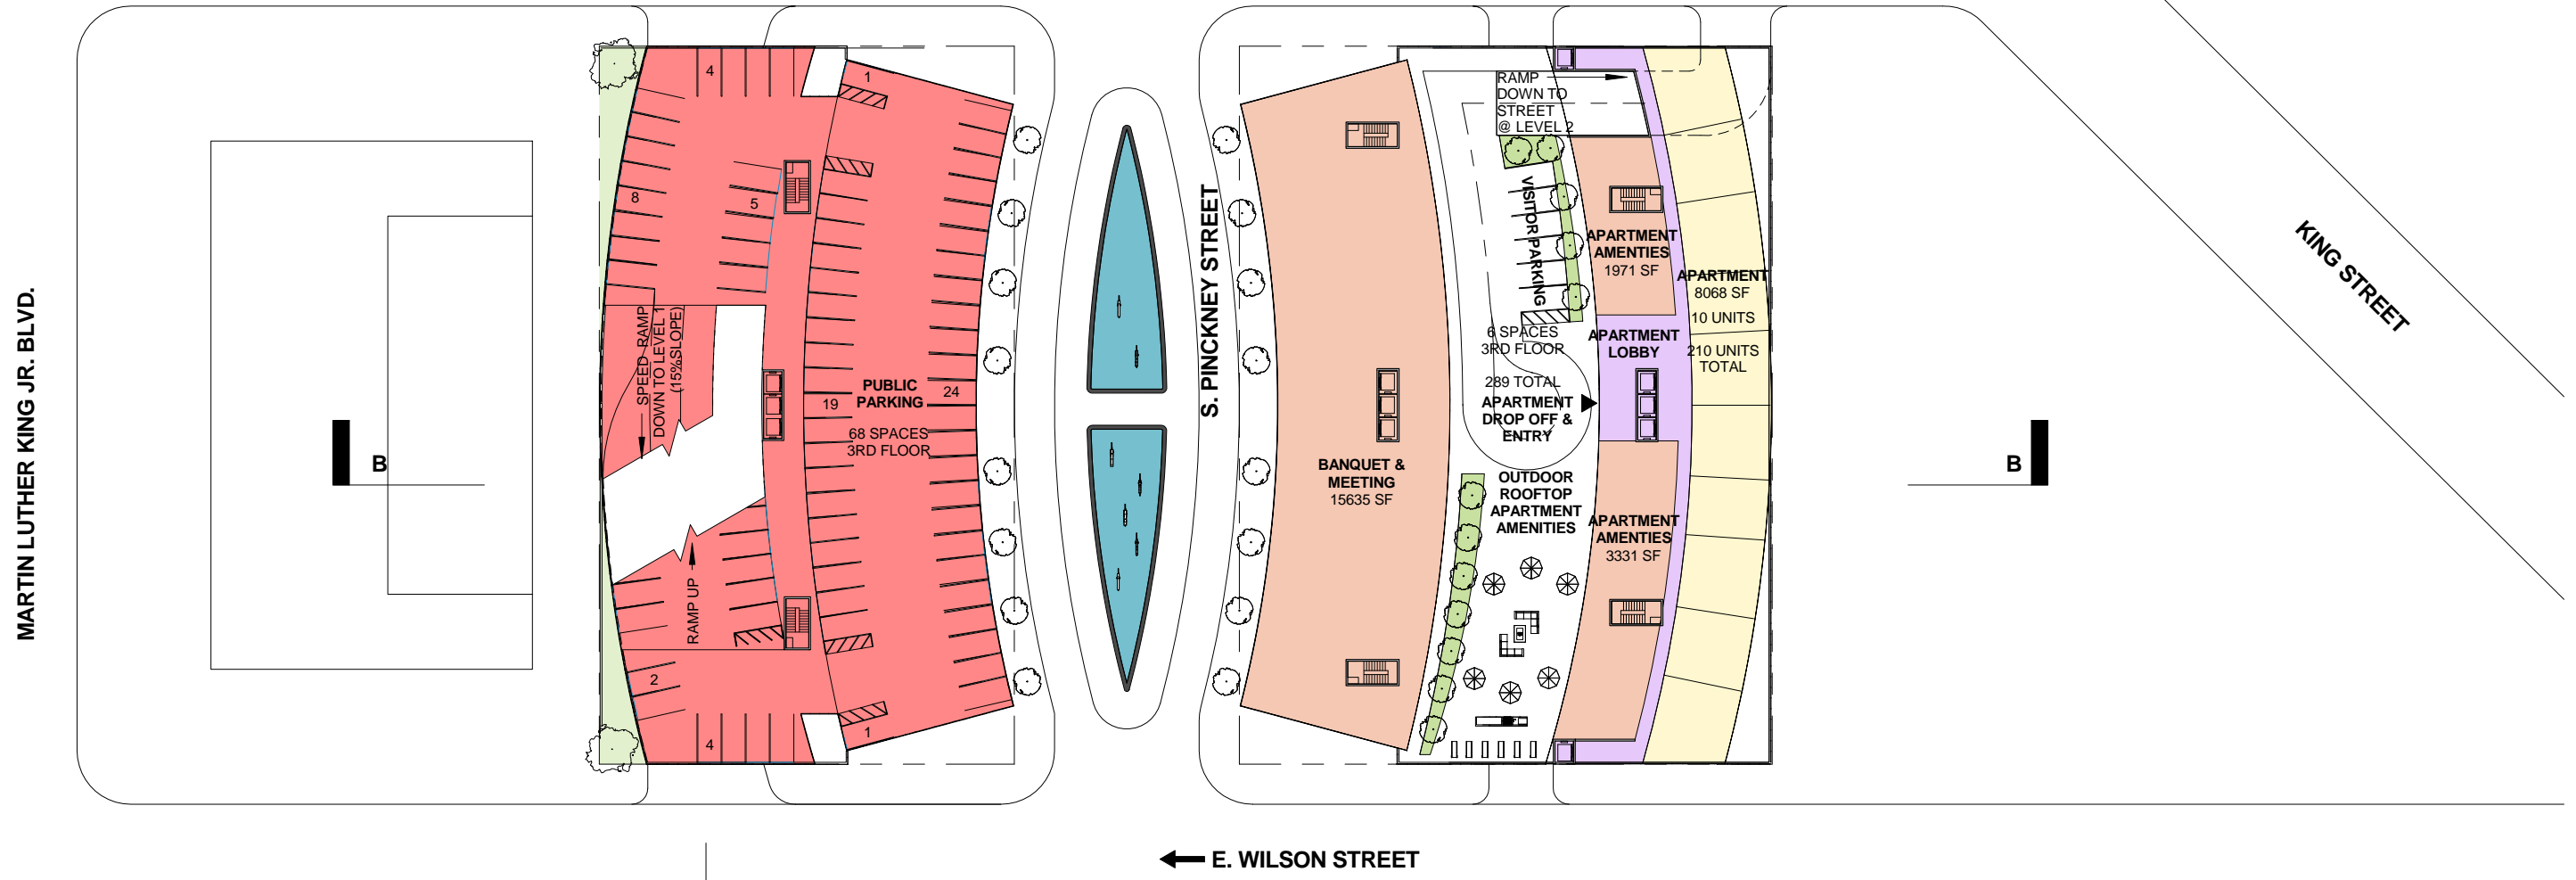 MARTIN LUTHER KING JR. BLVD.
B
4
1
8
5
SPEED RAMP
DOWN TO LEVEL 1
(15%SLOPE)
19
PUBLIC
PARKING
24
68 SPACES
3RD FLOOR
RAMP UP
2
4
1
S. PINCKNEY STREET
BANQUET &
MEETING
15635 SF
RAMP
DOWN TO
STREET
@ LEVEL 2
VISITOR PARKING
6 SPACES
3RD FLOOR
289 TOTAL
APARTMENT
DROP OFF &
ENTRY
OUTDOOR
ROOFTOP
APARTMENT
AMENITIES
APARTMENT
AMENTIES
1971 SF
APARTMENT
LOBBY
APARTMENT
AMENTIES
3331 SF
APARTMENT
8068 SF
10 UNITS
210 UNITS
TOTAL
B
KING STREET
E. WILSON STREET